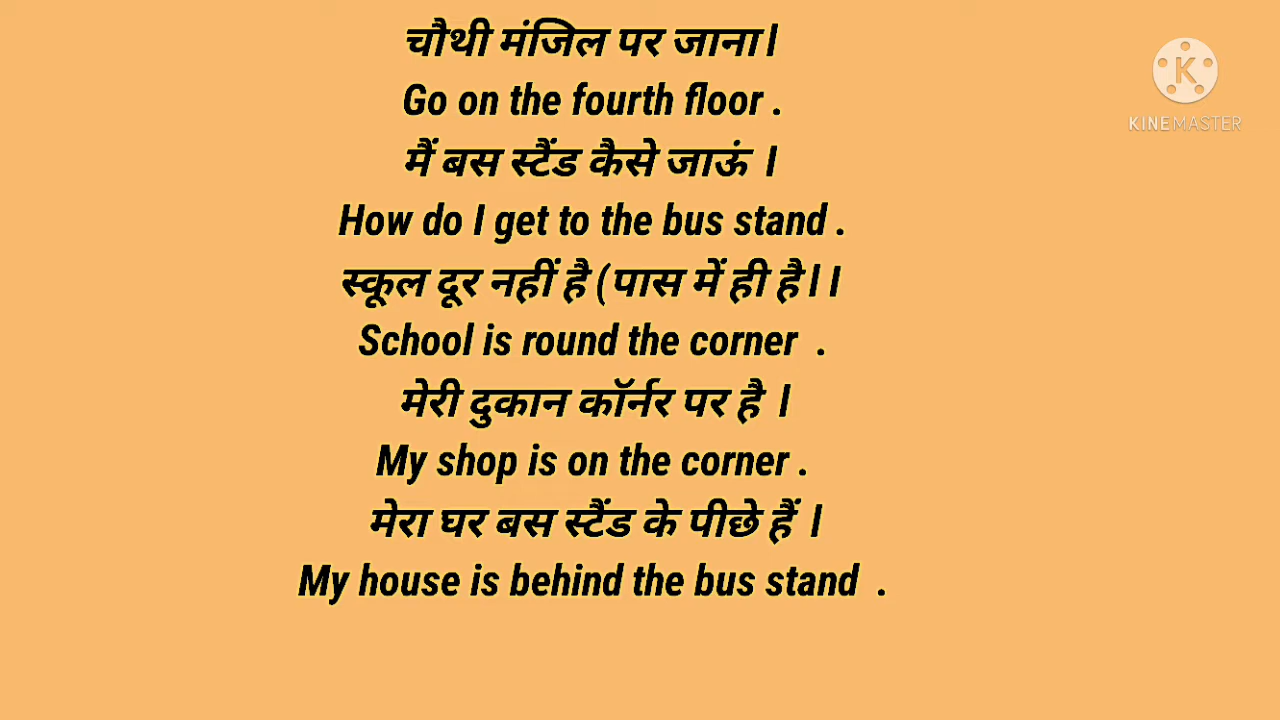 चौथी मंजिल पर जाना।
Go on the fourth floor .
मैं बस स्टैंड कैसे जाऊं ।
How do I get to the bus stand .
स्कूल दूर नहीं है (पास में ही है। ।
School is round the corner .
मेरी दुकान कॉर्नर पर है ।
My shop is on the corner .
मेरा घर बस स्टैंड के पीछे हैं ।
My house is behind the bus stand .
K
KINEMASTER